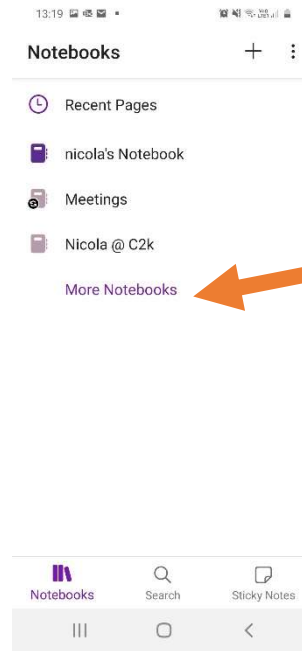 13:19
Notebooks
Recent Pages
nicola's Notebook
Meetings
Nicola @ C2k
More Notebooks
Notebooks Search Sticky Notes